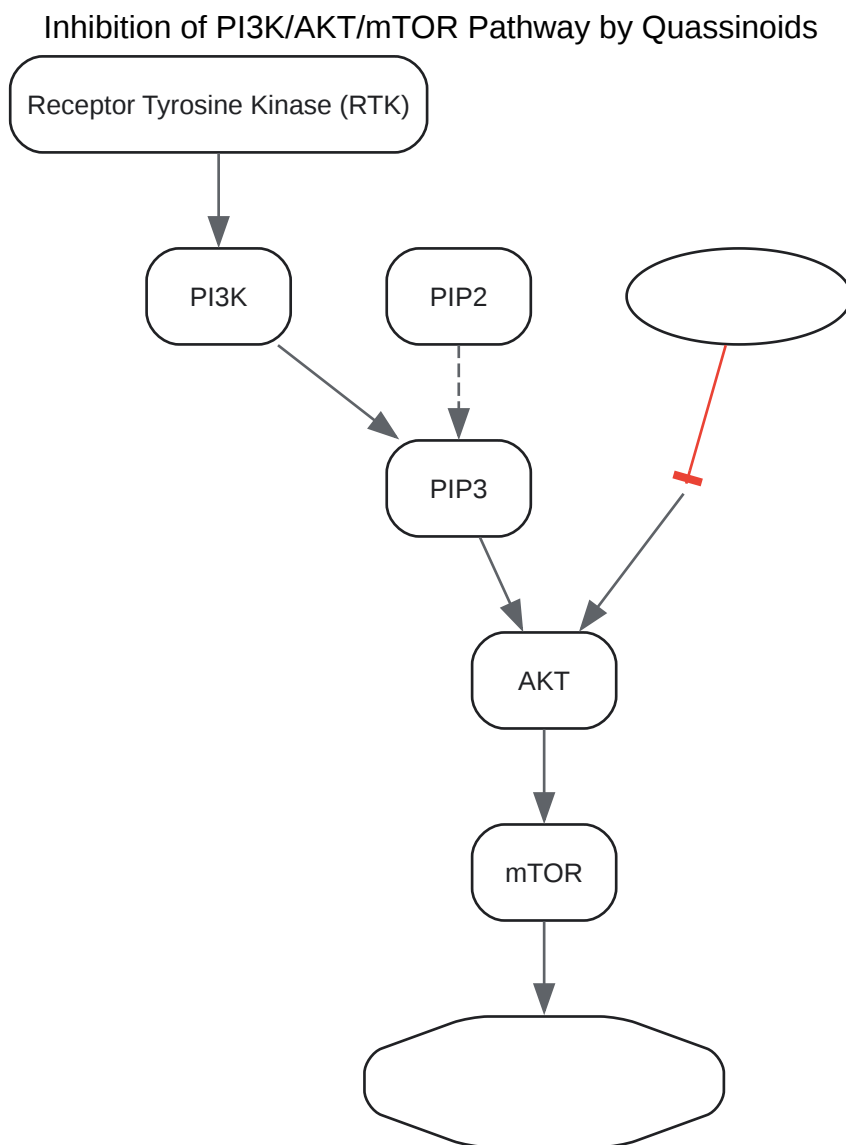 Inhibition of PI3K/AKT/mTOR Pathway by Quassinoids
Receptor Tyrosine Kinase (RTK)
PI3K
PIP2
PIP3
AKT
mTOR